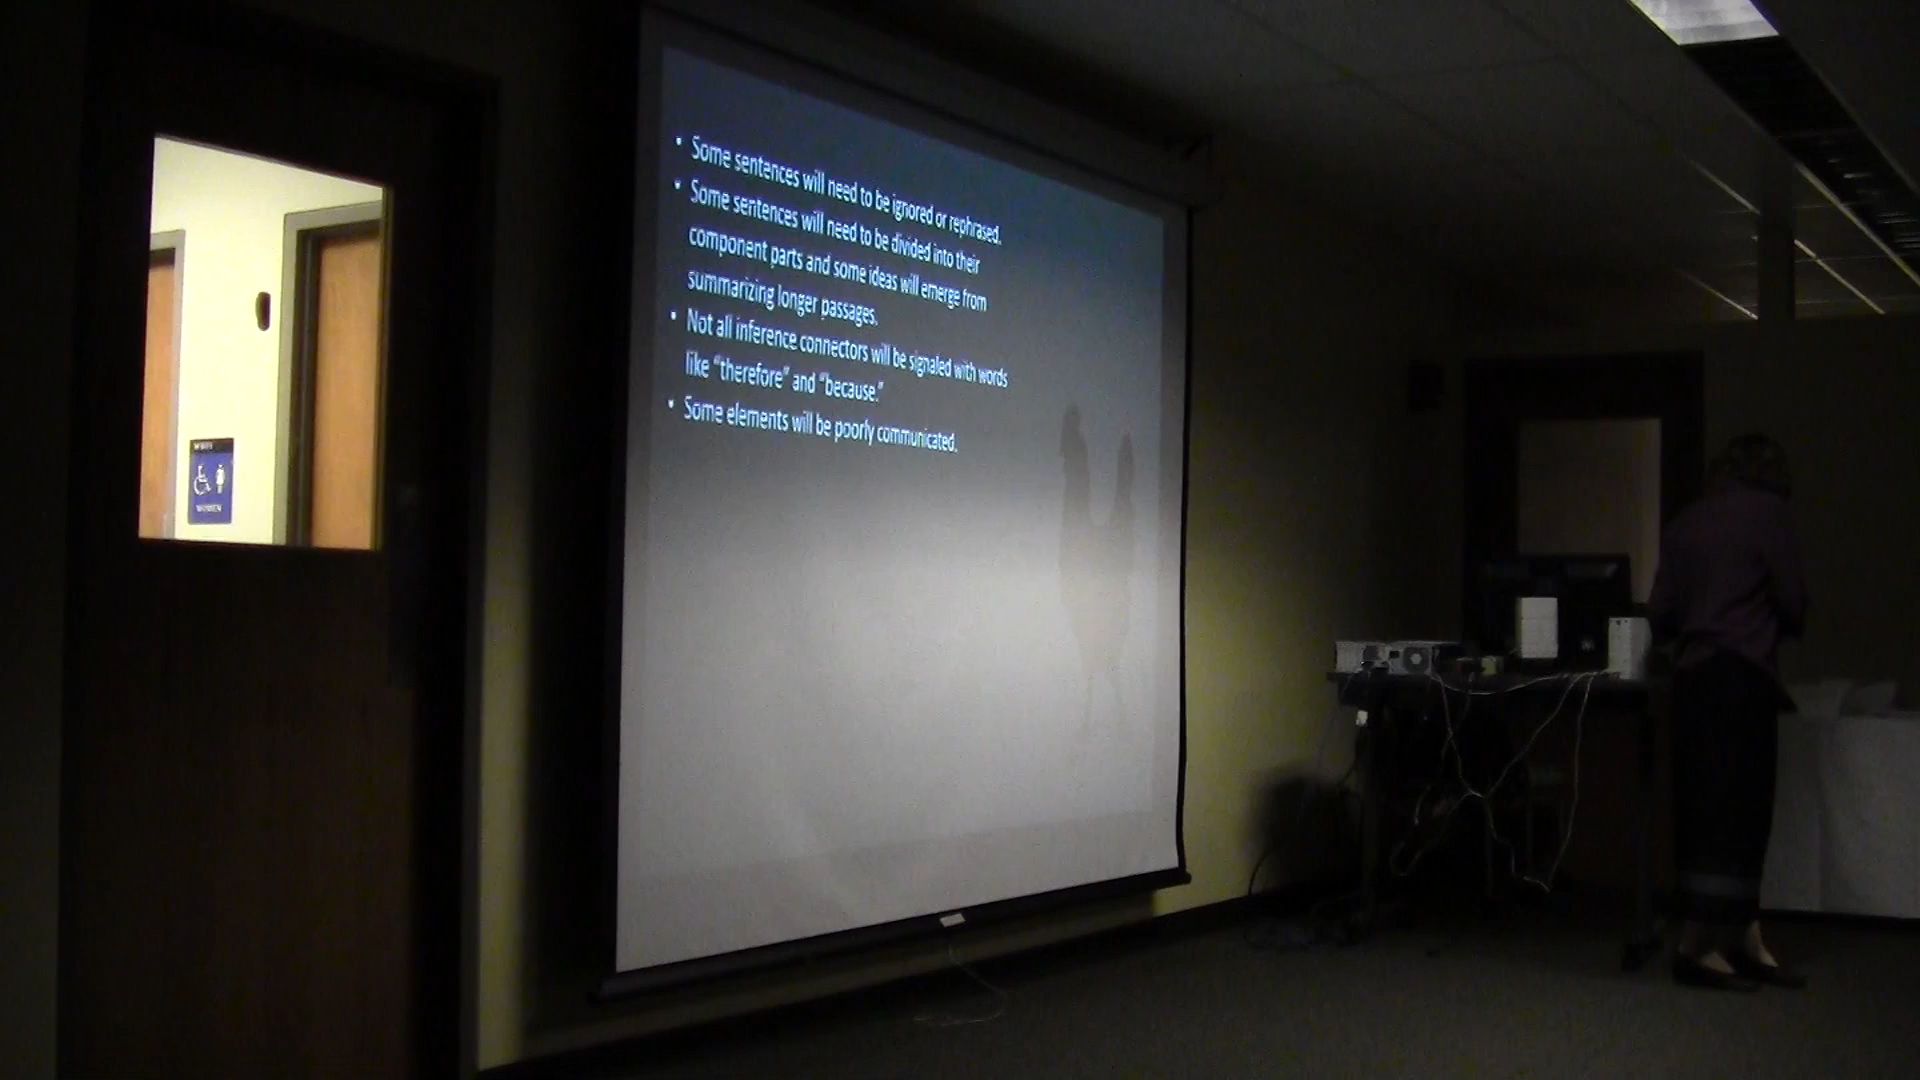 • Some sentences will need to be ignored or rephrased.
• Some sentences will need to be divided into their
component parts and some ideas will emerge from
summarizing longer passages.
• Not all inference connectors will be signaled with words
like “therefore” and “because.”
• Some elements will be poorly communicated.
WOMEN